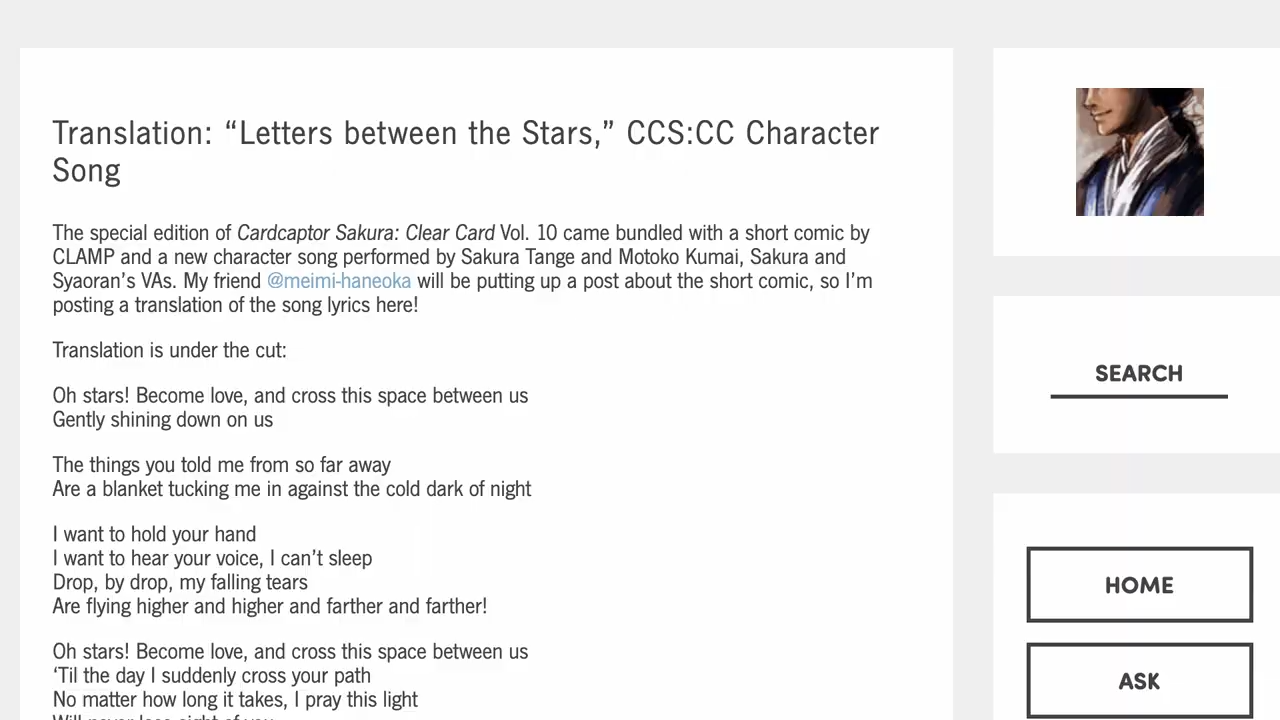 Translation: “Letters between the Stars,” CCS:CC Character
Song
The special edition of Cardcaptor Sakura: Clear Card Vol. 10 came bundled with a short comic by
CLAMP and a new character song performed by Sakura Tange and Motoko Kumai, Sakura and
Syaoran’s VAs. My friend @meimi-haneoka will be putting up a post about the short comic, so I’m
posting a translation of the song lyrics here!
Translation is under the cut:
Oh stars! Become love, and cross this space between us
Gently shining down on us
The things you told me from so far away
Are a blanket tucking me in against the cold dark of night
I want to hold your hand
I want to hear your voice, I can’t sleep
Drop, by drop, my falling tears
Are flying higher and higher and farther and farther!
Oh stars! Become love, and cross this space between us
‘Til the day I suddenly cross your path
No matter how long it takes, I pray this light
Will never lose sight of you
SEARCH
HOME
ASK